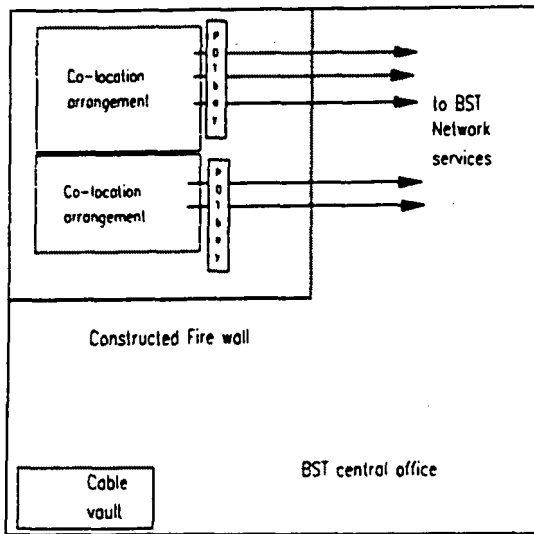 Co-location
arrangement
POT bay
to BST
Network
services
Co-location
arrangement
POT bay
Constructed Fire wall
BST central office
Cable
vault